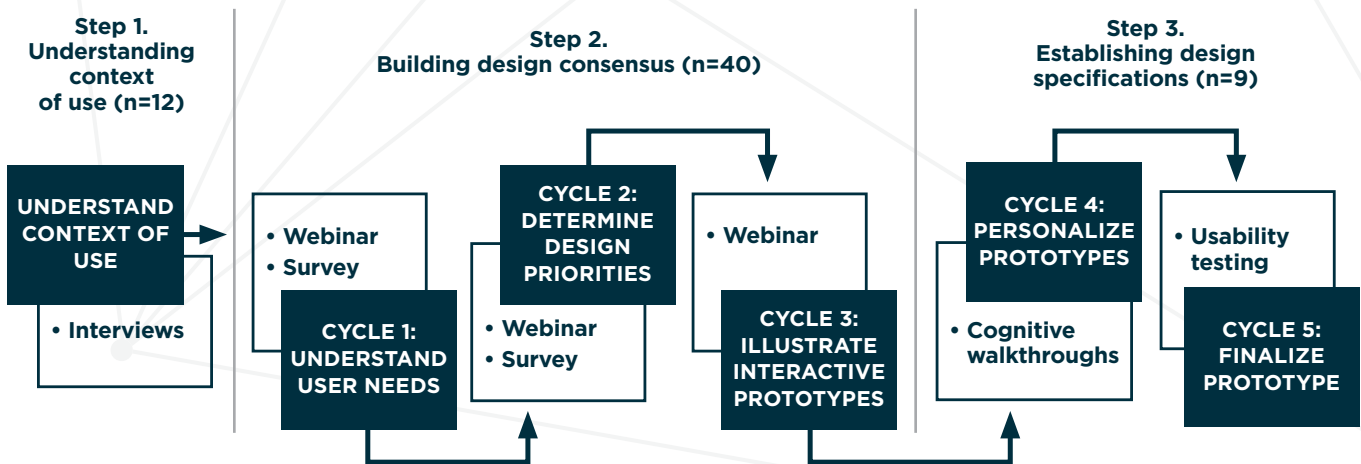 Step 1.
Understanding
context
of use (n=12)
UNDERSTAND
CONTEXT OF
USE
• Interviews
Step 2.
Building design consensus (n=40)
• Webinar
• Survey
CYCLE 1:
UNDERSTAND
USER NEEDS
CYCLE 2:
DETERMINE
DESIGN
PRIORITIES
• Webinar
• Survey
• Webinar
CYCLE 3:
ILLUSTRATE
INTERACTIVE
PROTOTYPES
Step 3.
Establishing design
specifications (n=9)
CYCLE 4:
PERSONALIZE
PROTOTYPES
• Cognitive
walkthroughs
• Usability
testing
CYCLE 5:
FINALIZE
PROTOTYPE